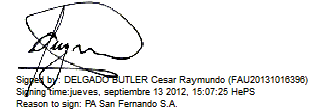 Signed by: DELGADO BUTLER Cesar Raymundo (FAU20131016396)
Signing time:jueves, septiembre 13 2012, 15:07:25 HePS
Reason to sign: PA San Fernando S.A.